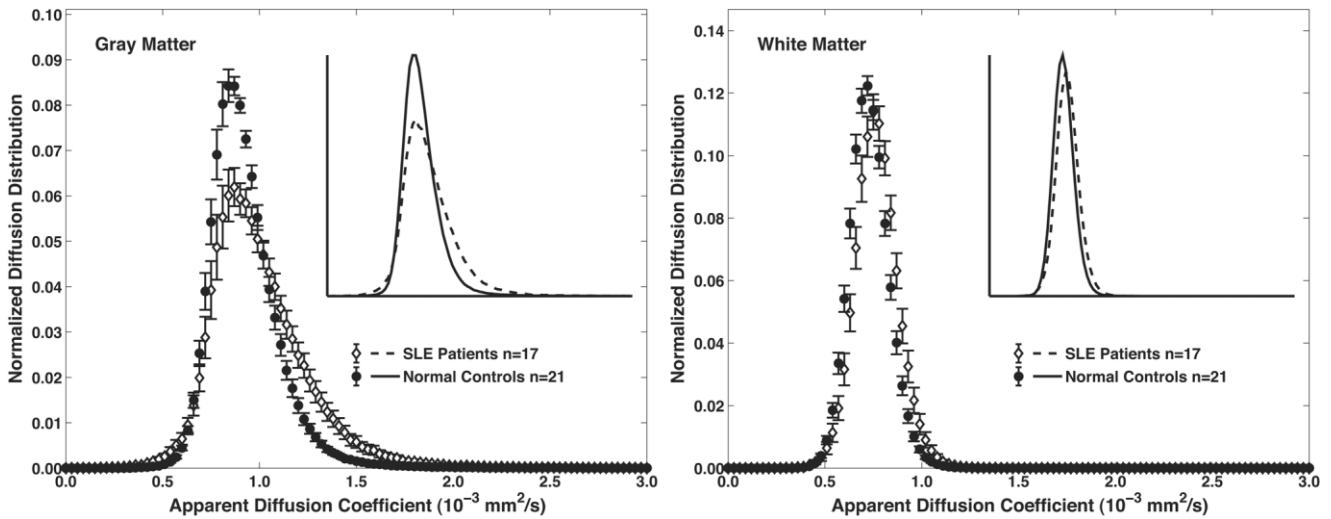 Gray Matter
Normalized Diffusion Distribution
0.10
0.09
0.08
0.07
0.06
0.05
0.04
0.03
0.02
0.01
0.00
SLE Patients n=17
Normal Controls n=21
0.0 0.5 1.0 1.5 2.0 2.5 3.0
Apparent Diffusion Coefficient (10⁻³ mm²/s)
White Matter
Normalized Diffusion Distribution
0.14
0.12
0.10
0.08
0.06
0.04
0.02
0.00
SLE Patients n=17
Normal Controls n=21
0.0 0.5 1.0 1.5 2.0 2.5 3.0
Apparent Diffusion Coefficient (10⁻³ mm²/s)